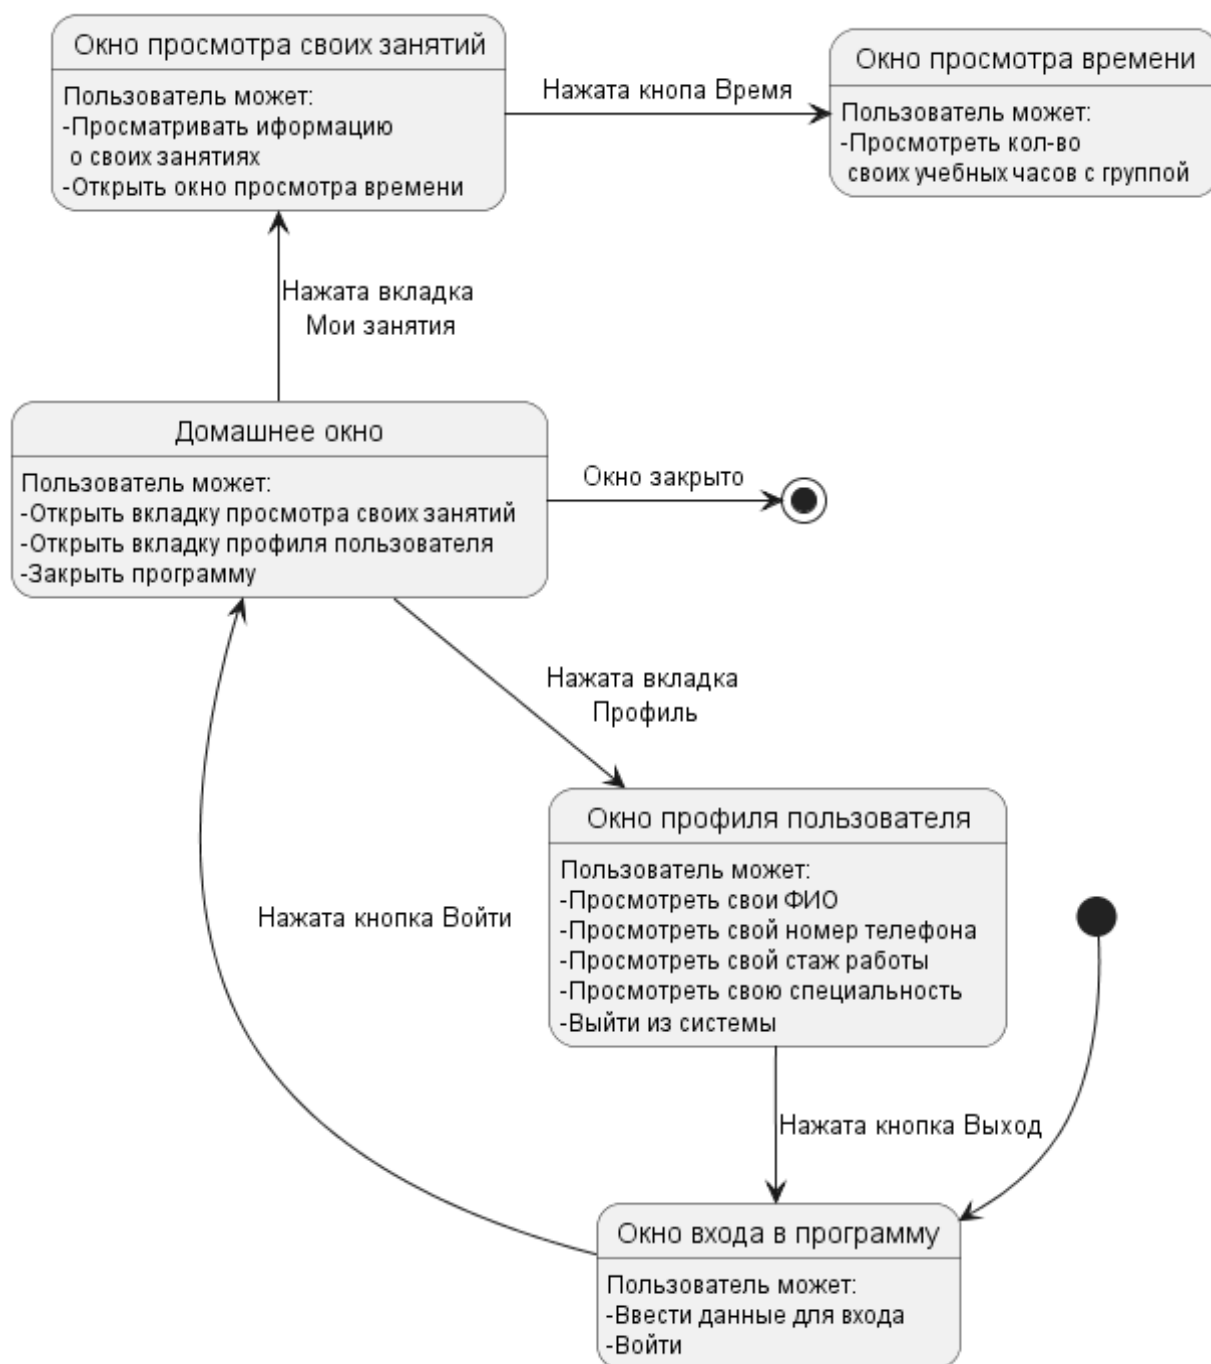 Окно просмотра своих занятий
Пользователь может:
-Просматривать иформацию
о своих занятиях
-Открыть окно просмотра времени
Нажата кнопа Время
Окно просмотра времени
Пользователь может:
-Просмотреть кол-во
своих учебных часов с группой
Нажата вкладка
Мои занятия
Домашнее окно
Пользователь может:
-Открыть вкладку просмотра своих занятий
-Открыть вкладку профиля пользователя
-Закрыть программу
Окно закрыто
Нажата вкладка
Профиль
Окно профиля пользователя
Пользователь может:
-Просмотреть свои ФИО
-Просмотреть свой номер телефона
-Просмотреть свой стаж работы
-Просмотреть свою специальность
-Выйти из системы
Нажата кнопка Войти
Нажата кнопка Выход
Окно входа в программу
Пользователь может:
-Ввести данные для входа
-Войти